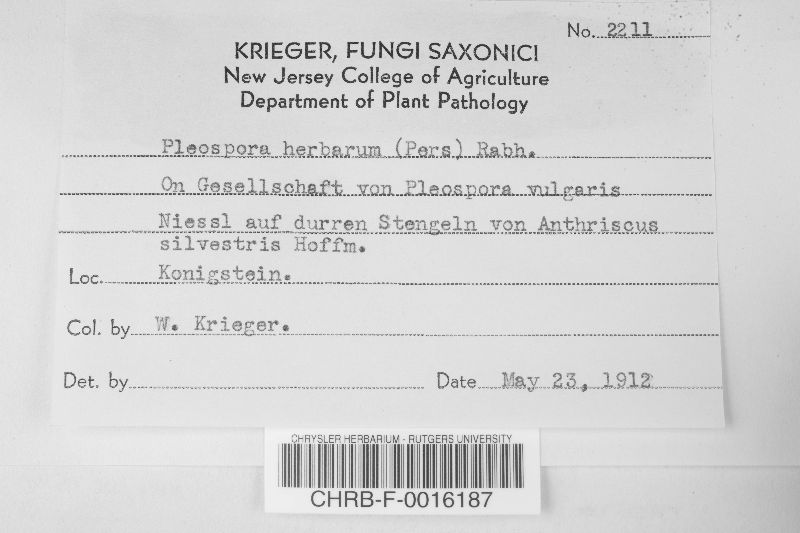 No. 2211
KRIEGER, FUNGI SAXONICI
New Jersey College of Agriculture
Department of Plant Pathology
Pleospora herbarum (Pers) Rabh.
On Gesellschaft von Pleospora vulgaris
Niessl auf durren Stengeln von Anthriscus
silvestris Hoffm.
Loc. Konigstein.
Col. by W. Krieger.
Det. by Date May 23, 1912
CHRYSLER HERBARIUM - RUTGERS UNIVERSITY
CHRB-F-0016187